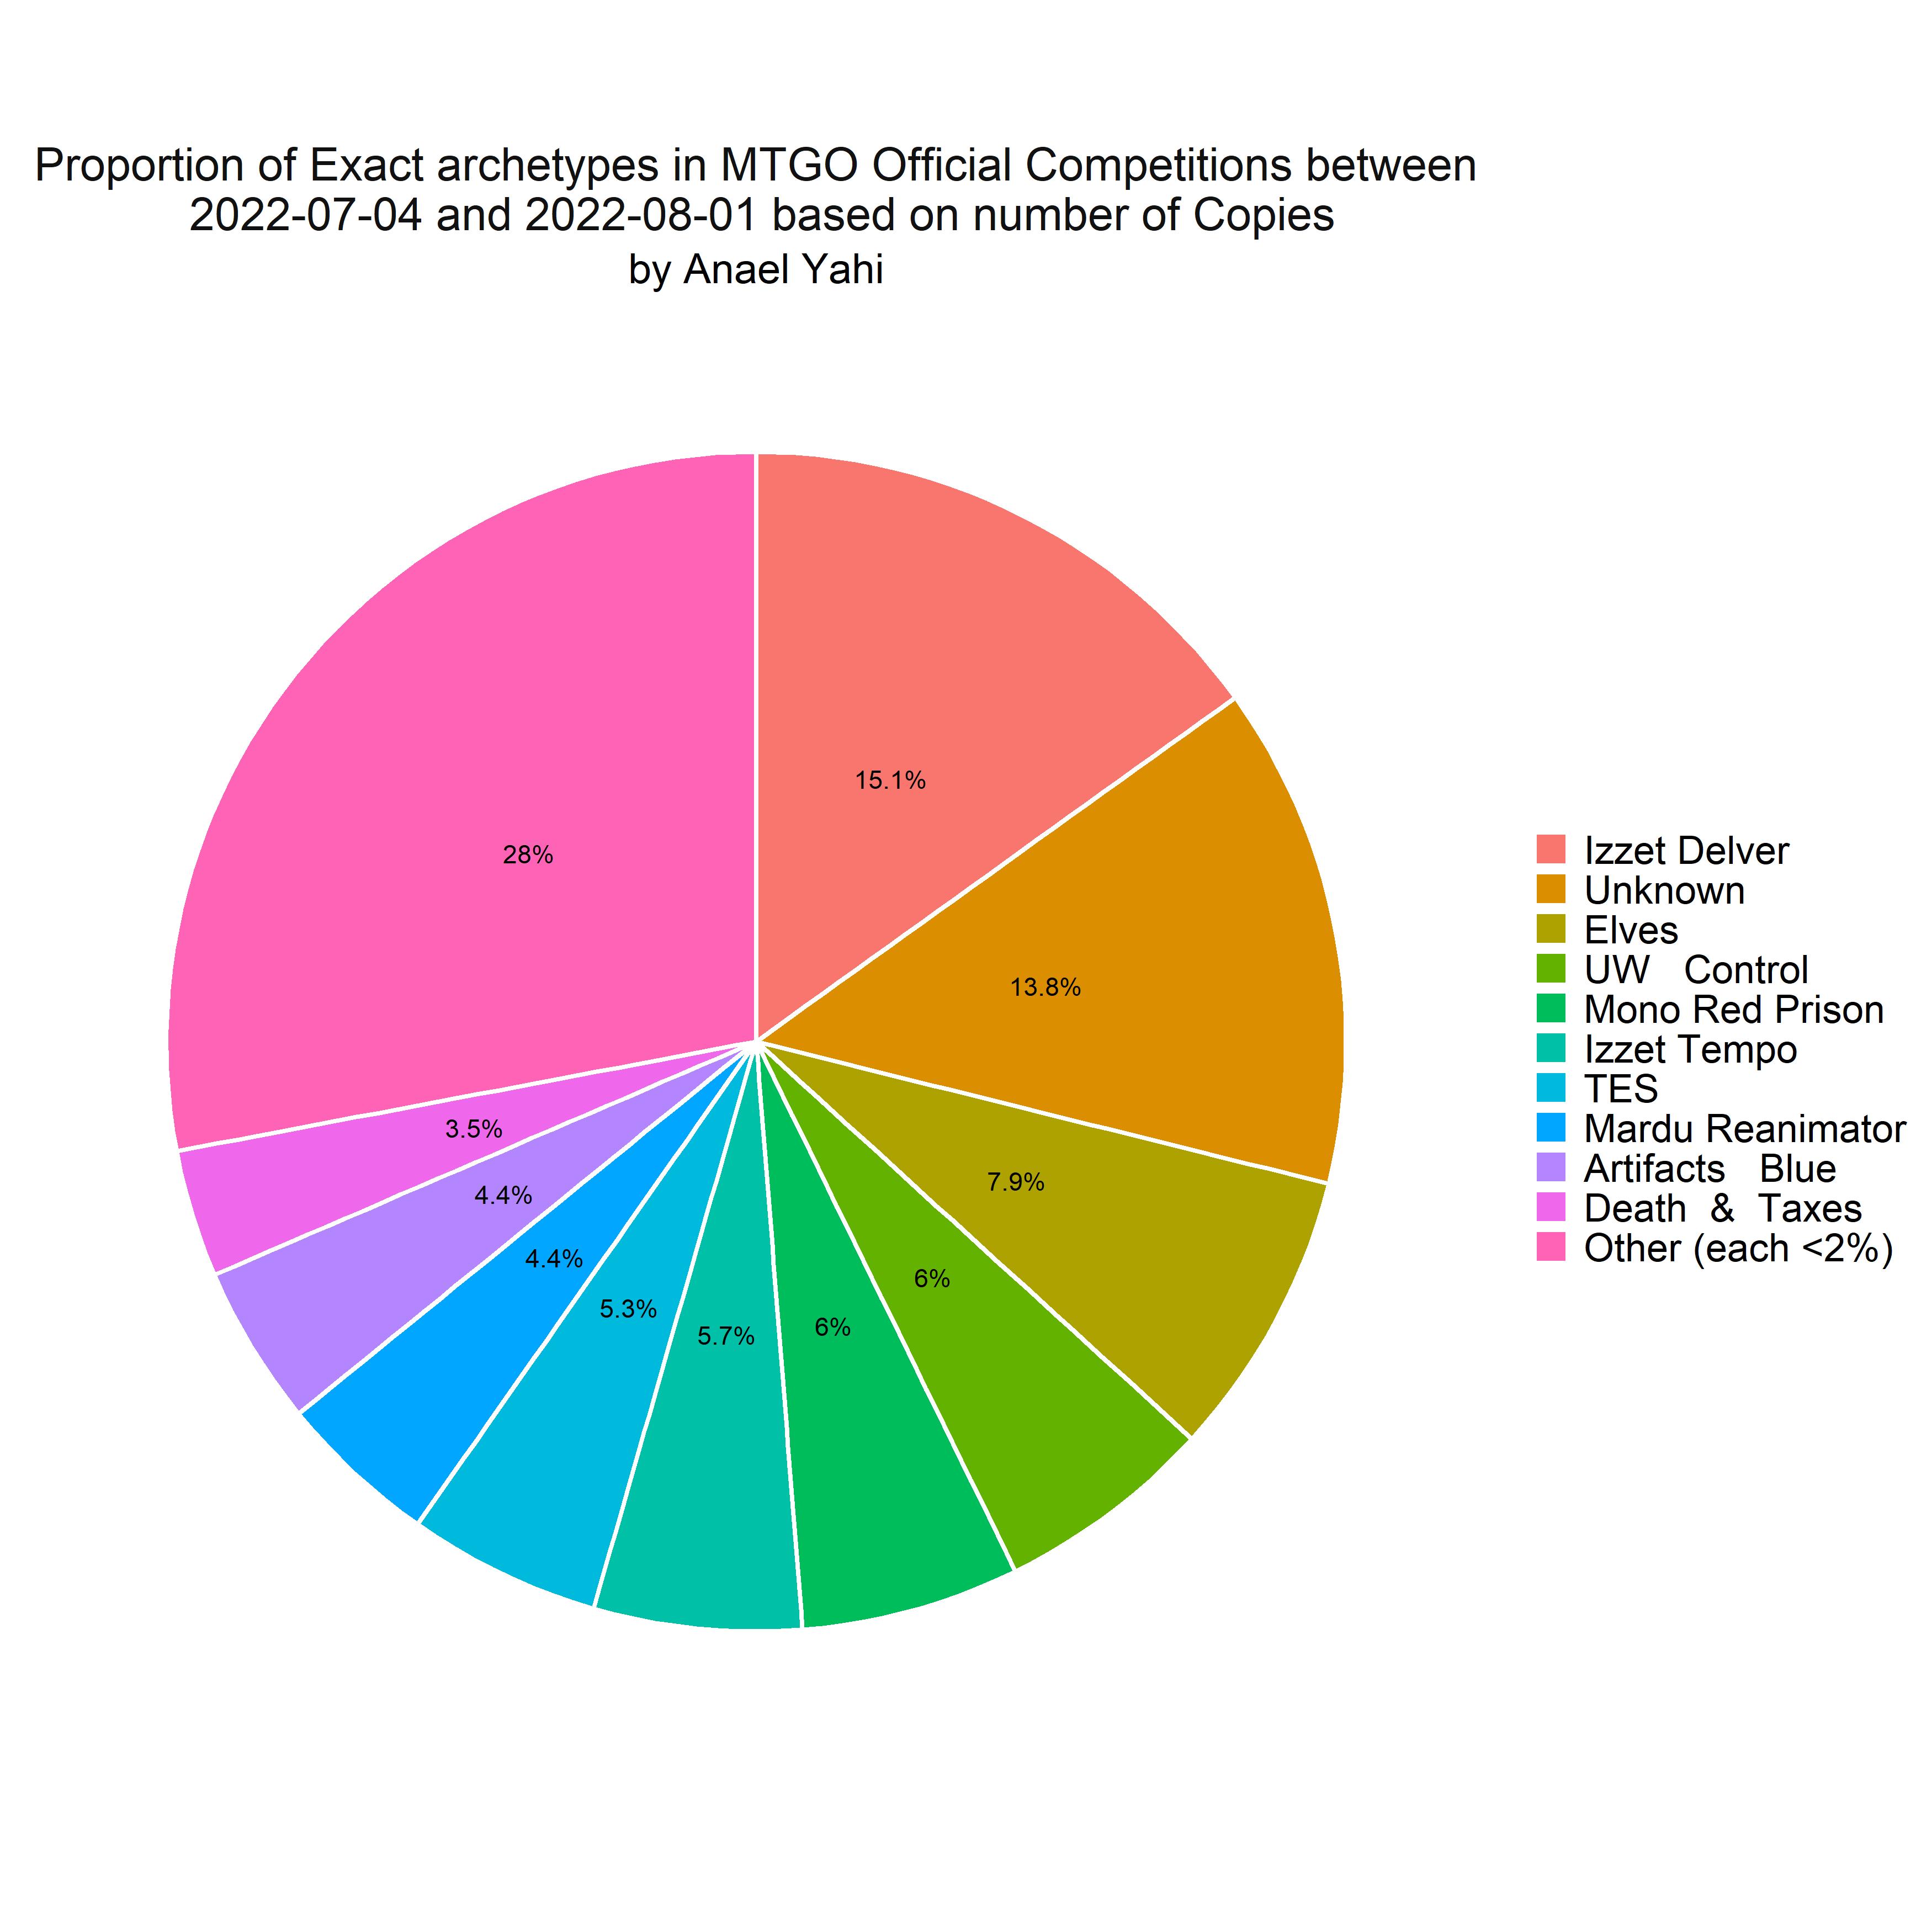 Proportion of Exact archetypes in MTGO Official Competitions between
2022-07-04 and 2022-08-01 based on number of Copies
by Anael Yahi
15.1%
28%
13.8%
3.5%
7.9%
4.4%
4.4%
6%
5.3%
6%
5.7%
Izzet Delver
Unknown
Elves
UW   Control
Mono Red Prison
Izzet Tempo
TES
Mardu Reanimator
Artifacts   Blue
Death  &  Taxes
Other (each <2%)